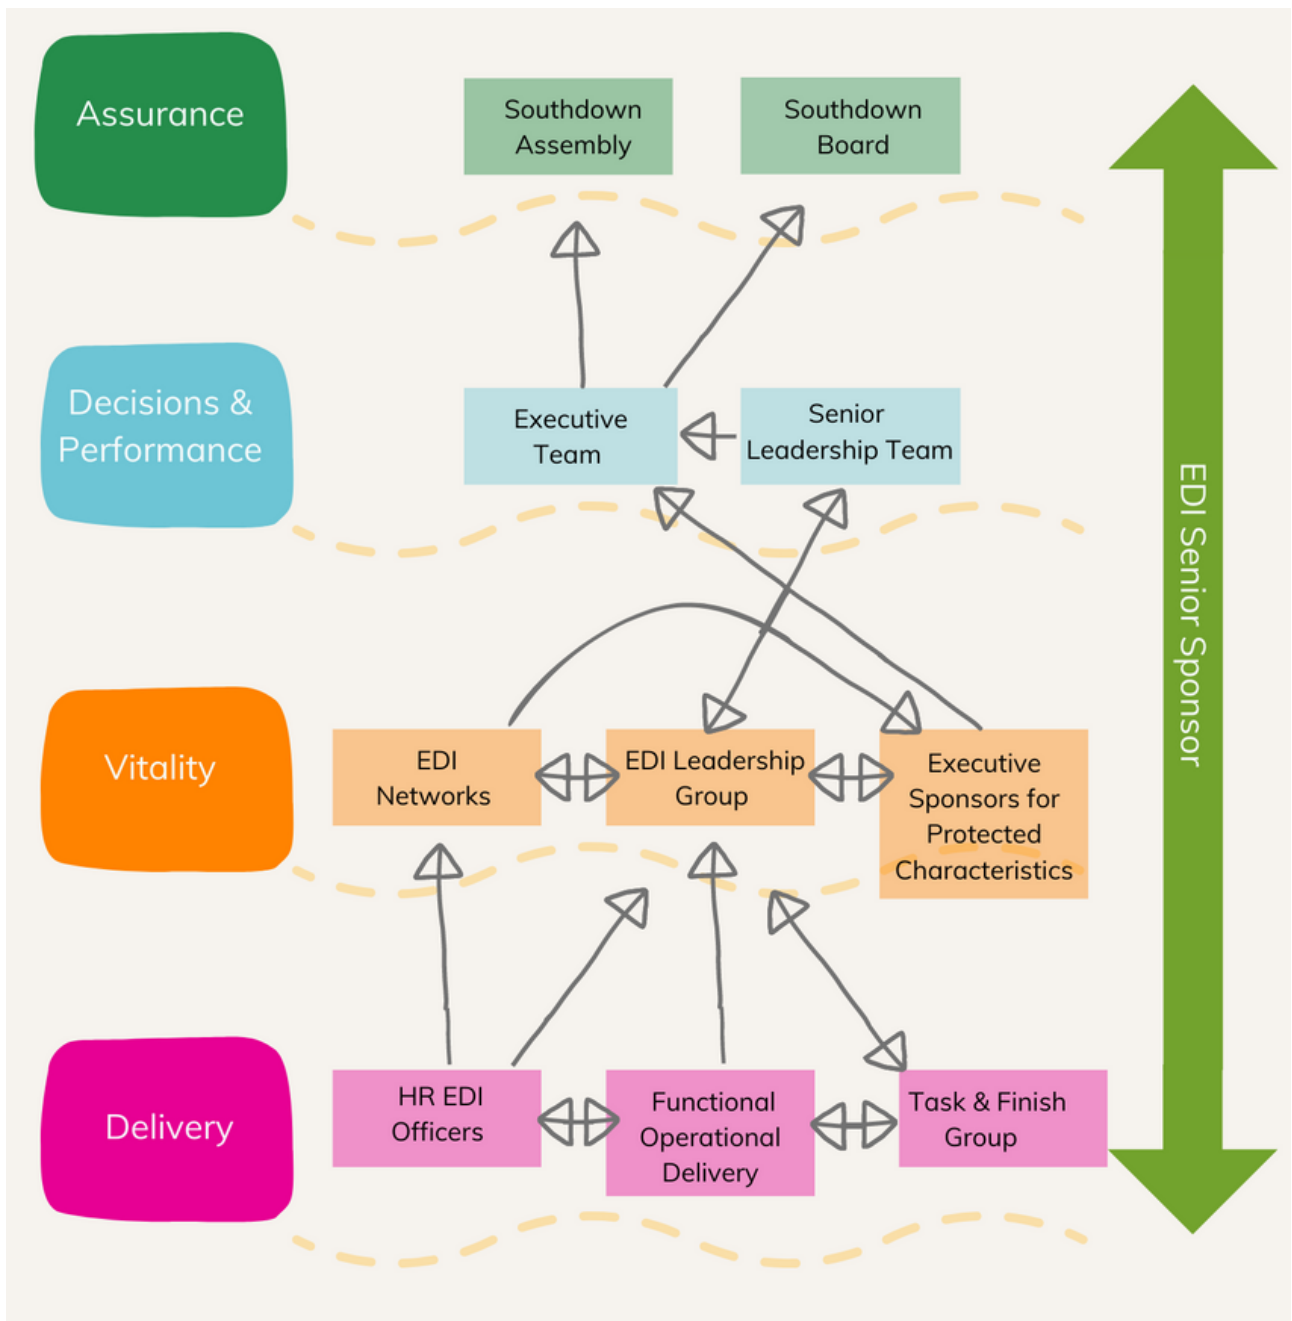 Assurance
Southdown
Assembly
Southdown
Board
Decisions &
Performance
Executive
Team
Senior
Leadership Team
EDI Senior Sponsor
Vitality
EDI
Networks
EDI Leadership
Group
Executive
Sponsors for
Protected
Characteristics
Delivery
HR EDI
Officers
Functional
Operational
Delivery
Task & Finish
Group